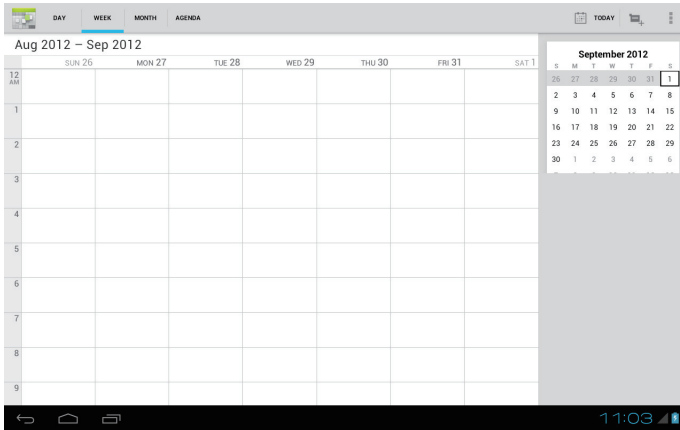 DAY WEEK MONTH AGENDA TODAY
Aug 2012 – Sep 2012
SUN 26 MON 27 TUE 28 WED 29 THU 30 FRI 31 SAT 1
12
AM
1
2
3
4
5
6
7
8
9
September 2012
S M T W T F S
26 27 28 29 30 31 1
2 3 4 5 6 7 8
9 10 11 12 13 14 15
16 17 18 19 20 21 22
23 24 25 26 27 28 29
30 1 2 3 4 5 6
11:03